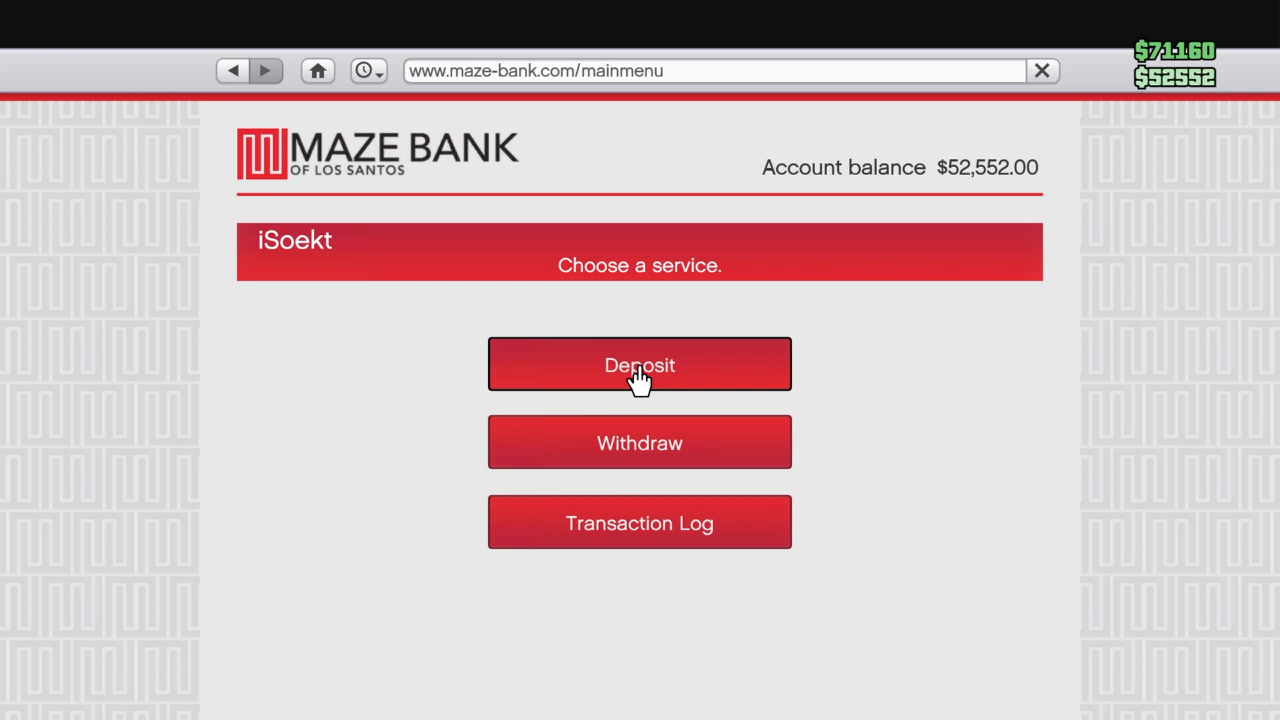 $71160
www.maze-bank.com/mainmenu
$52552
MAZE BANK
OF LOS SANTOS
Account balance $52,552.00
iSoekt
Choose a service.
Deposit
Withdraw
Transaction Log